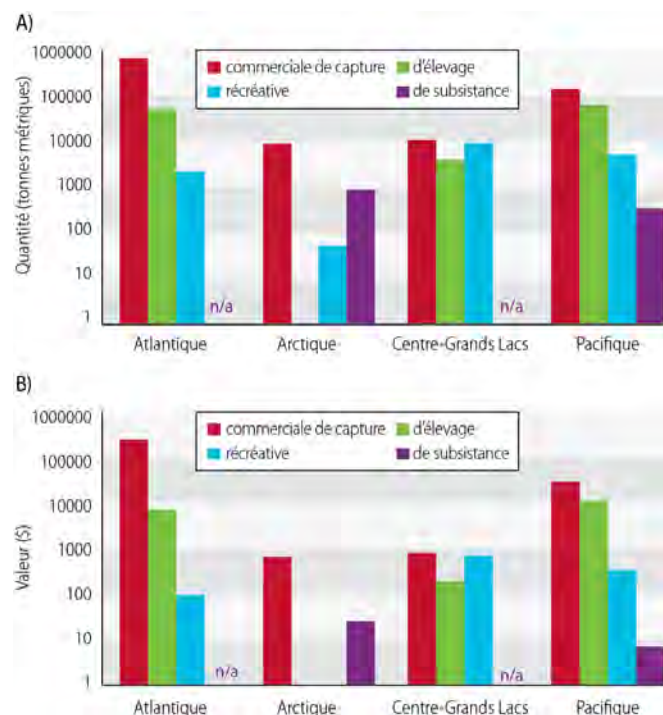 A)
1000000
100000
10000
1000
100
10
1
Quantité (tonnes métriques)
commerciale de capture
d'élevage
récréative
de subsistance
n/a
n/a
Atlantique
Arctique
Centre-Grands Lacs
Pacifique
B)
1000000
100000
10000
1000
100
10
1
Valeur ($)
commerciale de capture
d'élevage
récréative
de subsistance
n/a
n/a
Atlantique
Arctique
Centre-Grands Lacs
Pacifique